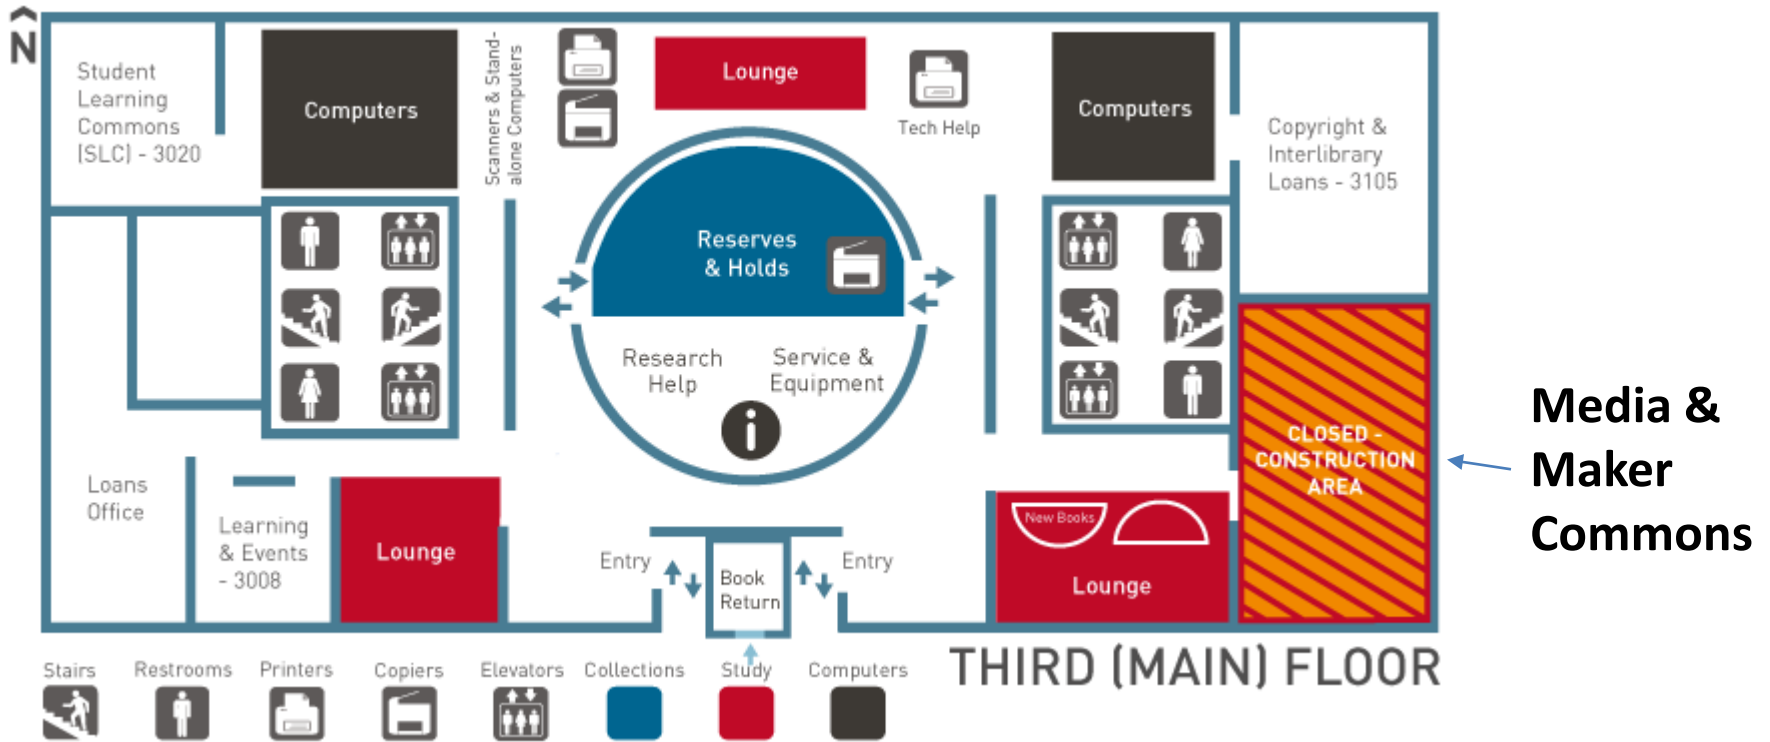 N
Student
Learning
Commons
(SLC) - 3020
Computers
Scanners & Stand-
alone Computers
Lounge
Tech Help
Computers
Copyright &
Interlibrary
Loans - 3105
Reserves
& Holds
Research
Help
Service &
Equipment
i
CLOSED -
CONSTRUCTION
AREA
Media &
Maker
Commons
Loans
Office
Learning
& Events
- 3008
Lounge
Entry
Book
Return
Entry
New Books
Lounge
THIRD (MAIN) FLOOR
Stairs
Restrooms
Printers
Copiers
Elevators
Collections
Study
Computers